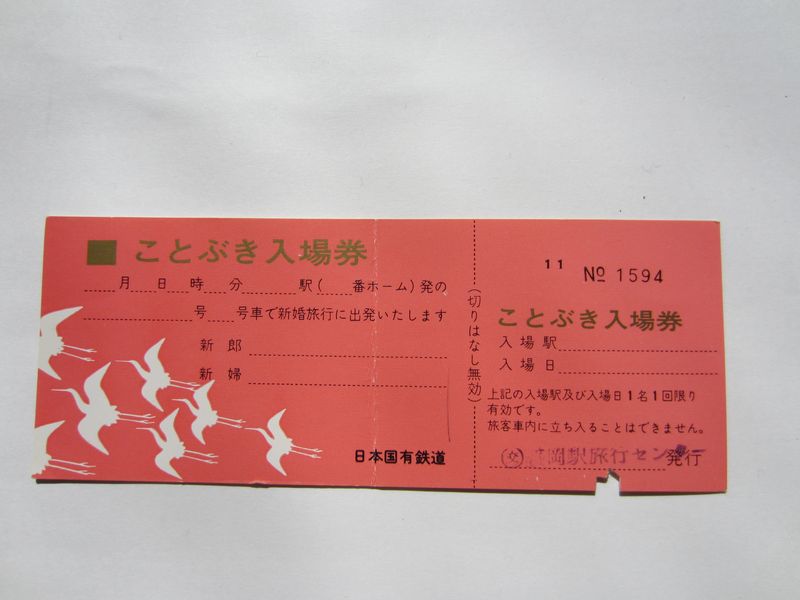 ことぶき入場券
月 日 時 分 駅( 番ホーム)発の
号 号車で新婚旅行に出発いたします
新郎
新婦
日本国有鉄道
(切りはなし無効)
11 No 1594
ことぶき入場券
入場駅
入場日
上記の入場駅及び入場日1名1回限り
有効です。
旅客車内に立ち入ることはできません。
岡駅旅行センター 発行